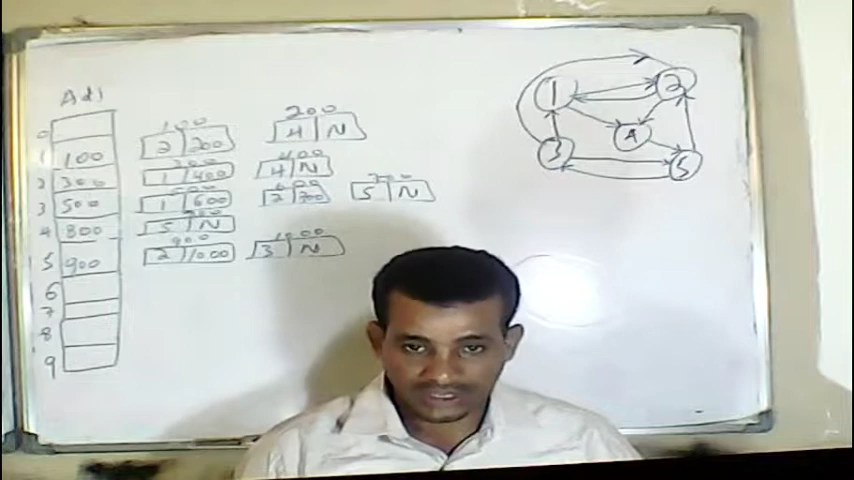 Adj
100 200
0 2 200 4 N
300 400
1 100 1 400 4 N
500 600 700
2 300 1 600 2 700 5 N
800
3 500 5 N
900 1000
4 800 2 1000 3 N
5 900
6
7
8
9
1 2
4
3 5